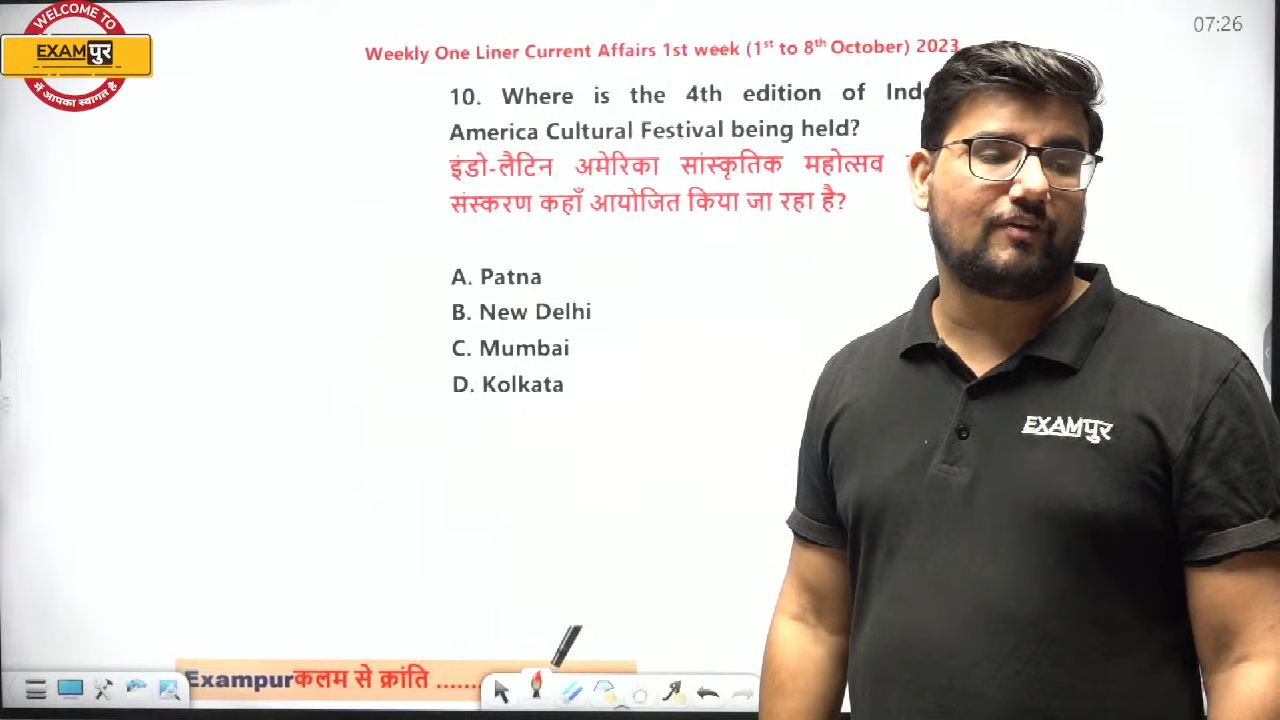 WELCOME TO
EXAMपुर
में आपका स्वागत है
07:26
Weekly One Liner Current Affairs 1st week (1st to 8th October) 2023
10. Where is the 4th edition of
America Cultural Festival being held?
इंडो-लैटिन अमेरिका सांस्कृतिक महोत्सव
संस्करण कहाँ आयोजित किया जा रहा है?
A. Patna
B. New Delhi
C. Mumbai
D. Kolkata
EXAMपुर
Exampurकलम से क्रांति .......